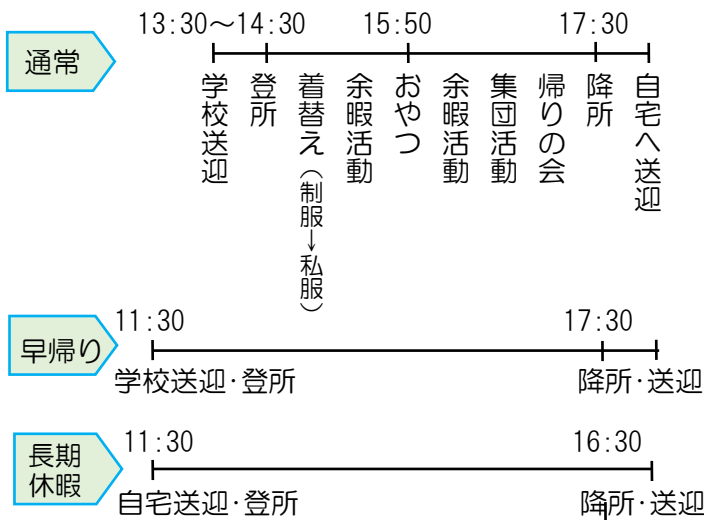 通常
13:30～14:30
15:50
17:30
学校送迎
登所
着替え（制服→私服）
余暇活動
おやつ
余暇活動
集団活動
帰りの会
降所
自宅へ送迎
早帰り
11:30
17:30
学校送迎・登所
降所・送迎
長期
休暇
11:30
16:30
自宅送迎・登所
降所・送迎